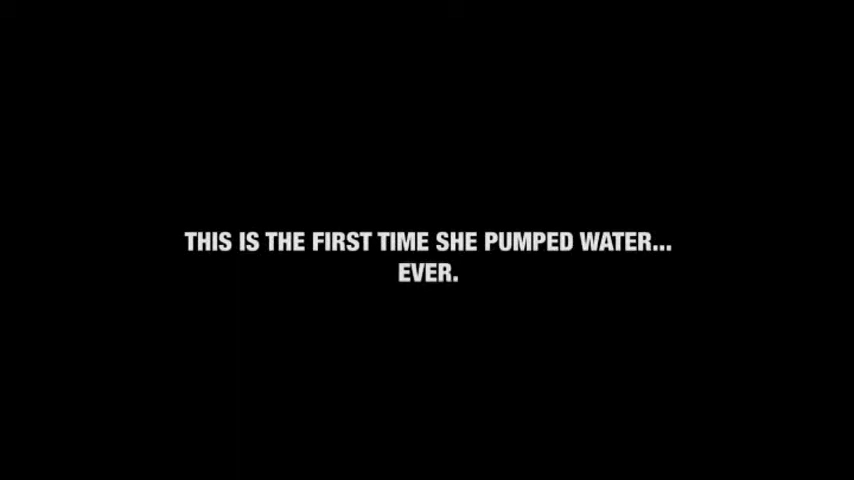 THIS IS THE FIRST TIME SHE PUMPED WATER...
EVER.